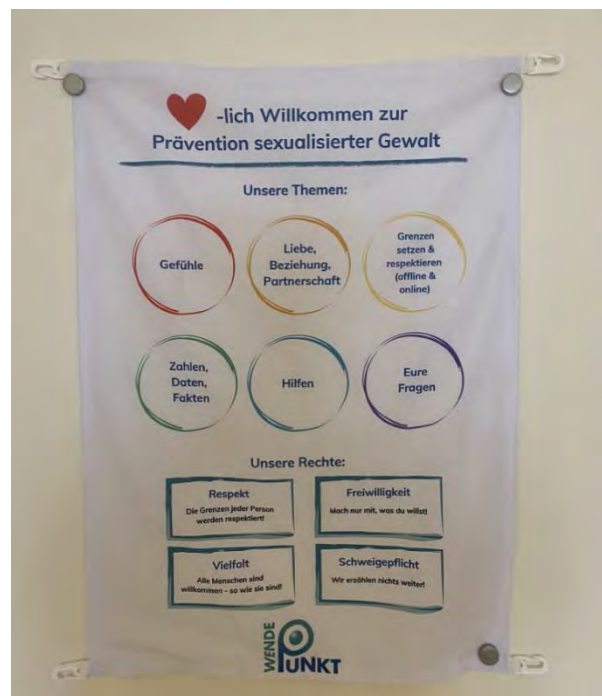 -lich Willkommen zur
Prävention sexualisierter Gewalt
Unsere Themen:
Gefühle
Liebe,
Beziehung,
Partnerschaft
Grenzen
setzen &
respektieren
(offline &
online)
Zahlen,
Daten,
Fakten
Hilfen
Eure
Fragen
Unsere Rechte:
Respekt
Die Grenzen jeder Person
werden respektiert!
Freiwilligkeit
Mach nur mit, was du willst!
Vielfalt
Alle Menschen sind
willkommen - so wie sie sind!
Schweigepflicht
Wir erzählen nichts weiter!
WENDE
PUNKT